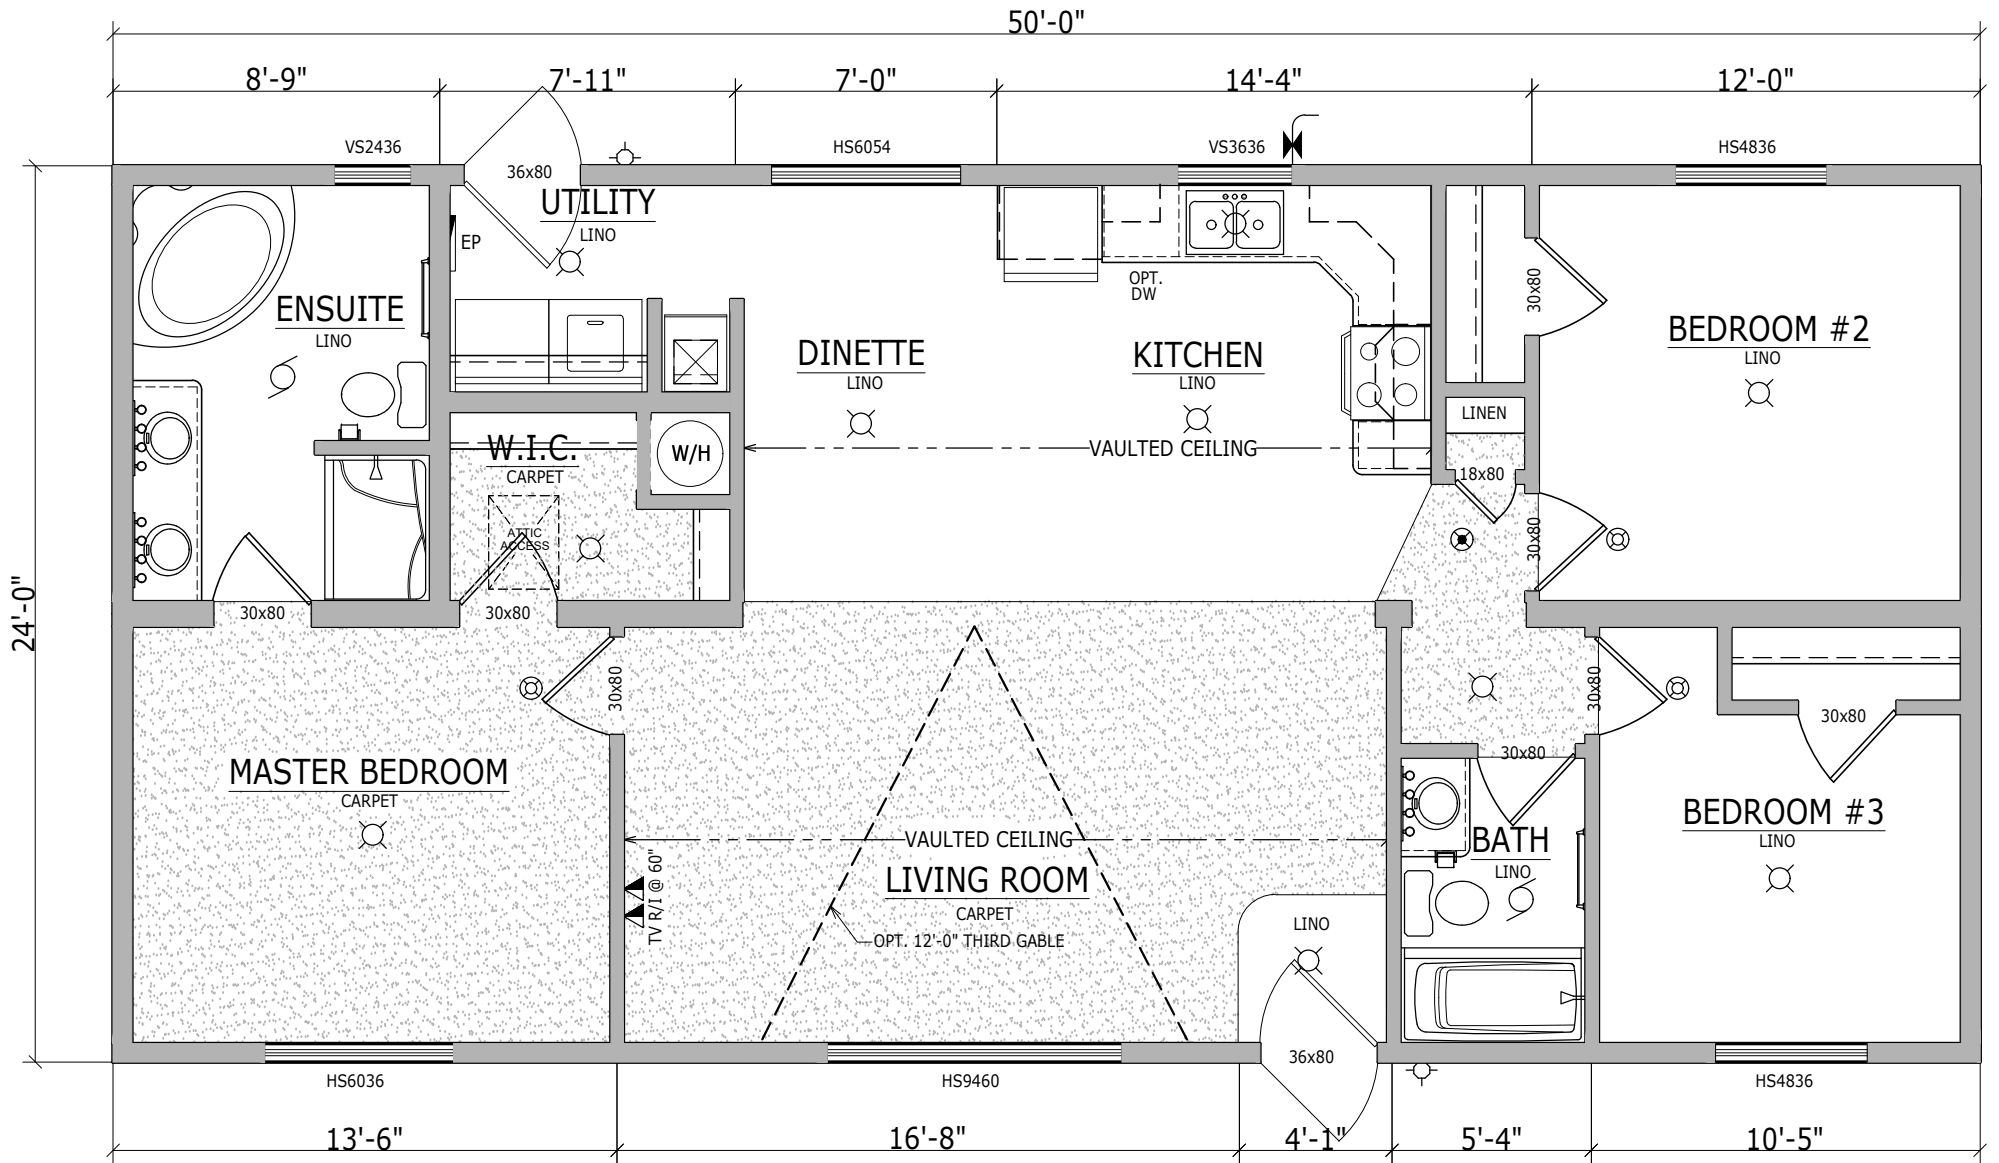 50'-0"
8'-9" 7'-11" 7'-0" 14'-4" 12'-0"
VS2436 HS6054 VS3636 HS4836
36x80
UTILITY
LINO
EP
ENSUITE
LINO
OPT.
DW
30x80
DINETTE
LINO
KITCHEN
LINO
BEDROOM #2
LINO
LINEN
W.I.C.
CARPET
W/H
VAULTED CEILING
18x80
ATTIC
ACCESS
30x80
24'-0"
30x80
30x80
30x80
30x80
30x80
30x80
MASTER BEDROOM
CARPET
BEDROOM #3
LINO
VAULTED CEILING
BATH
LINO
TV R/I @ 60"
LIVING ROOM
CARPET
OPT. 12'-0" THIRD GABLE
LINO
36x80
HS6036 HS9460 HS4836
13'-6" 16'-8" 4'-1" 5'-4" 10'-5"